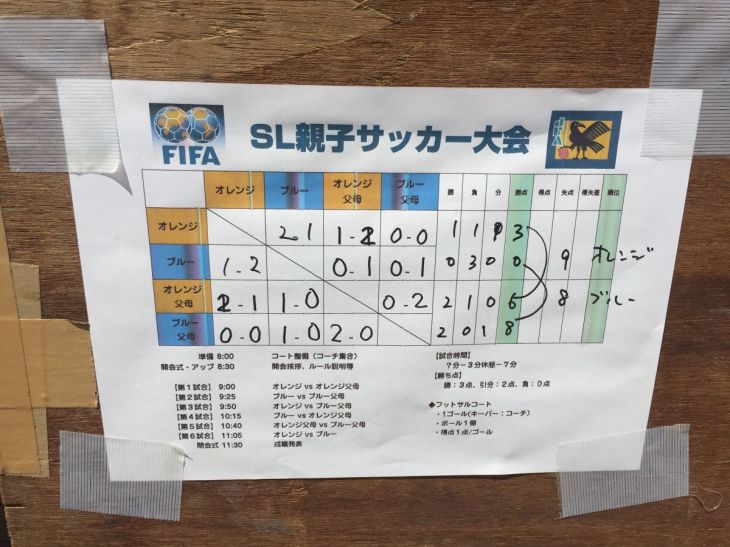 FIFA
SL親子サッカー大会
オレンジ ブルー オレンジ父母 ブルー父母 勝 負 分 勝点 得点 失点 得失差 順位
オレンジ 2 1 1-2 0-0 1 1 1 3
ブルー 1-2 0-1 0-1 0 3 0 0 9 オレンジ
オレンジ父母 2-1 1-0 0-2 2 1 0 6 8 ブルー
ブルー父母 0-0 1-0 2-0 2 0 1 8
準備 8:00 コート整備（コーチ集合）
開会式・アップ 8:30 開会挨拶、ルール説明等
【第1試合】 9:00 オレンジ vs オレンジ父母
【第2試合】 9:25 ブルー vs ブルー父母
【第3試合】 9:50 オレンジ vs ブルー父母
【第4試合】 10:15 ブルー vs オレンジ父母
【第5試合】 10:40 オレンジ父母 vs ブルー父母
【第6試合】 11:05 オレンジ vs ブルー
閉会式 11:30 成績発表
【試合時間】
7分－3分休憩－7分
【勝ち点】
勝：3点、引分：2点、負：0点
◆フットサルコート
・1ゴール(キーパー：コーチ)
・ボール1個
・得点1点/ゴール